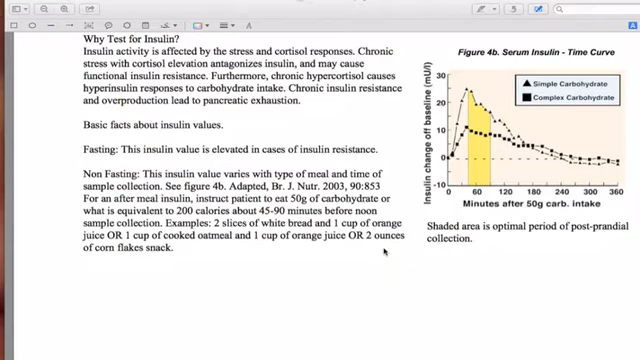 Why Test for Insulin?
Insulin activity is affected by the stress and cortisol responses. Chronic
stress with cortisol elevation antagonizes insulin, and may cause
functional insulin resistance. Furthermore, chronic hypercortisol causes
hyperinsulin responses to carbohydrate intake. Chronic insulin resistance
and overproduction lead to pancreatic exhaustion.
Basic facts about insulin values.
Fasting: This insulin value is elevated in cases of insulin resistance.
Non Fasting: This insulin value varies with type of meal and time of
sample collection. See figure 4b. Adapted, Br. J. Nutr. 2003, 90:853
For an after meal insulin, instruct patient to eat 50g of carbohydrate or
what is equivalent to 200 calories about 45-90 minutes before noon
sample collection. Examples: 2 slices of white bread and 1 cup of orange
juice OR 1 cup of cooked oatmeal and 1 cup of orange juice OR 2 ounces
of corn flakes snack.
Figure 4b. Serum Insulin - Time Curve
Insulin change off baseline (mU/l)
30
20
10
0
-10
Simple Carbohydrate
Complex Carbohydrate
0 60 120 180 240 300 360
Minutes after 50g carb. intake
Shaded area is optimal period of post-prandial
collection.